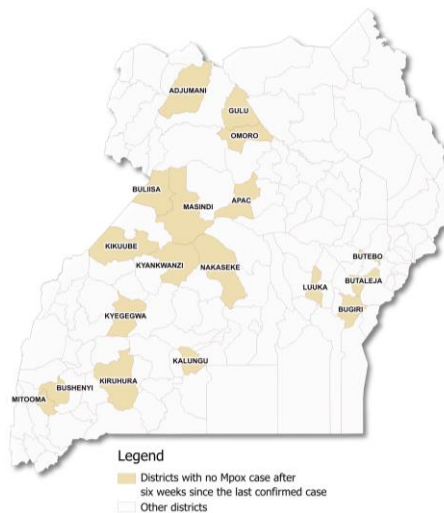 ADJUMANI
GULU
OMORO
BULIISA
MASINDI
APAC
KIKUUBE
KYANKWANZI
NAKASEKE
BUTEBO
LUUKA
BUTALEJA
BUGIRI
KYEGEGWA
KALUNGU
KIRUHURA
BUSHENYI
MITOOMA
Legend
Districts with no Mpox case after
six weeks since the last confirmed case
Other districts